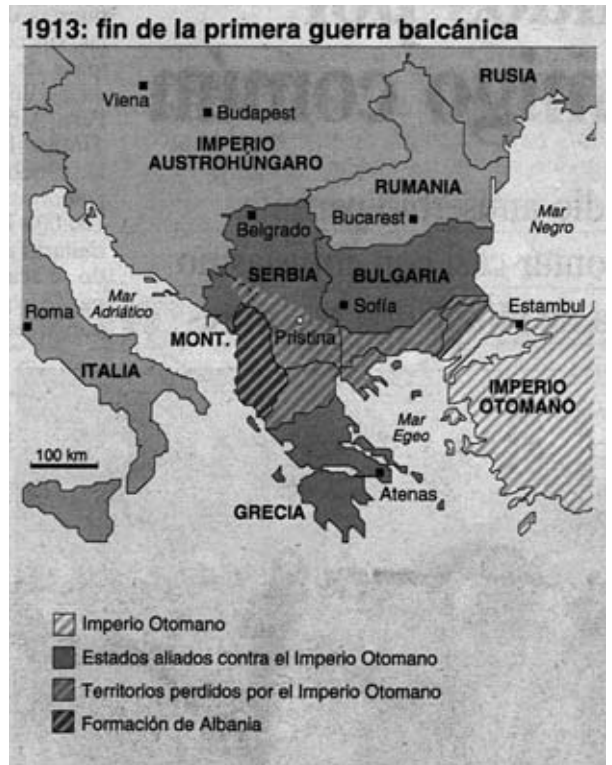 1913: fin de la primera guerra balcánica
RUSIA
Viena
Budapest
IMPERIO
AUSTROHÚNGARO
RUMANIA
Mar
Negro
Belgrado
Bucarest
SERBIA
BULGARIA
Mar
Adriático
Sofía
Estambul
Roma
MONT.
Pristina
ITALIA
IMPERIO
OTOMANO
Mar
Egeo
100 km
Atenas
GRECIA
Imperio Otomano
Estados aliados contra el Imperio Otomano
Territorios perdidos por el Imperio Otomano
Formación de Albania